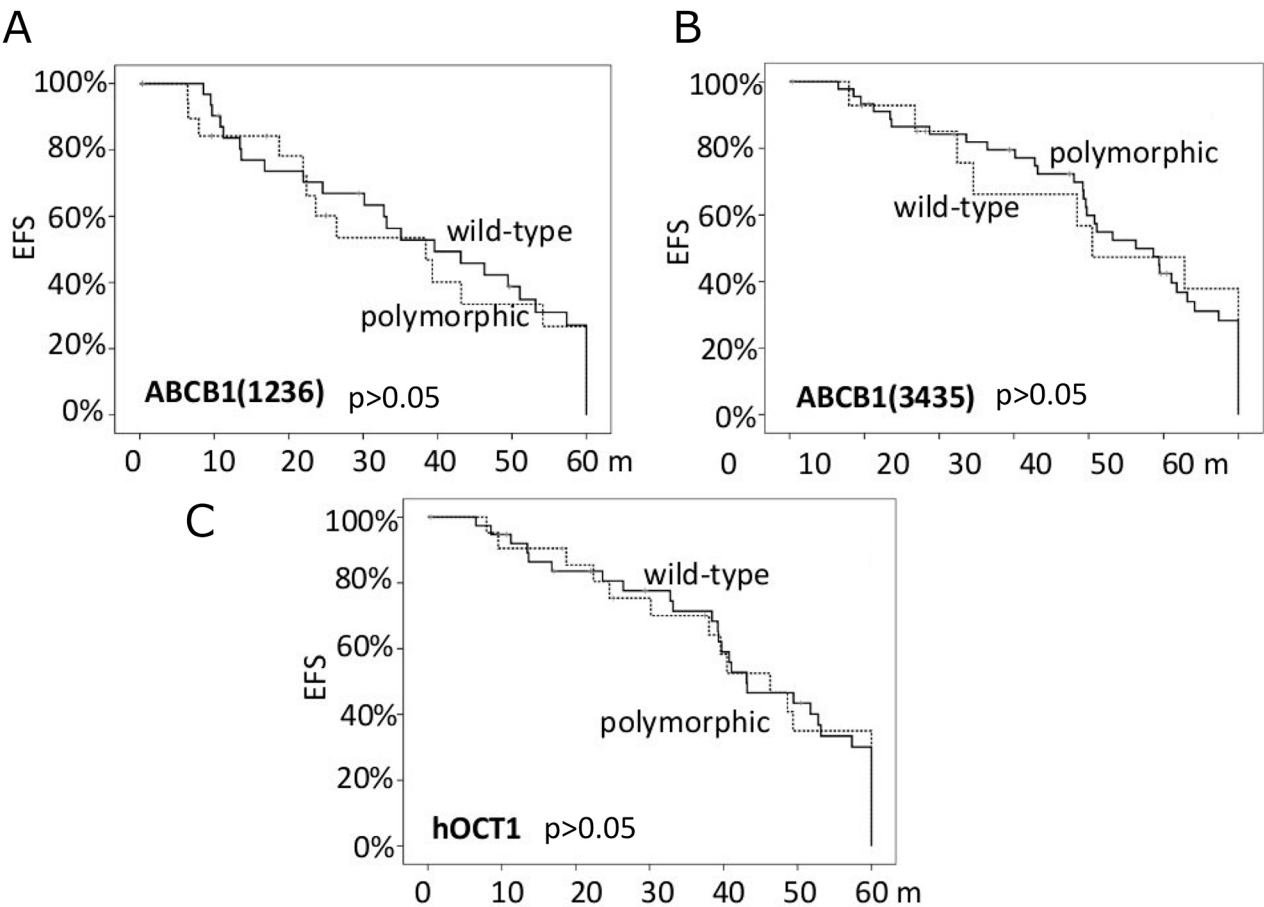 A
100%
80%
60%
40%
20%
0%
EFS
wild-type
polymorphic
ABCB1(1236) p>0.05
0 10 20 30 40 50 60 m
B
100%
80%
60%
40%
20%
0%
EFS
polymorphic
wild-type
ABCB1(3435) p>0.05
0 10 20 30 40 50 60 m
C
100%
80%
60%
40%
20%
0%
EFS
wild-type
polymorphic
hOCT1 p>0.05
0 10 20 30 40 50 60 m